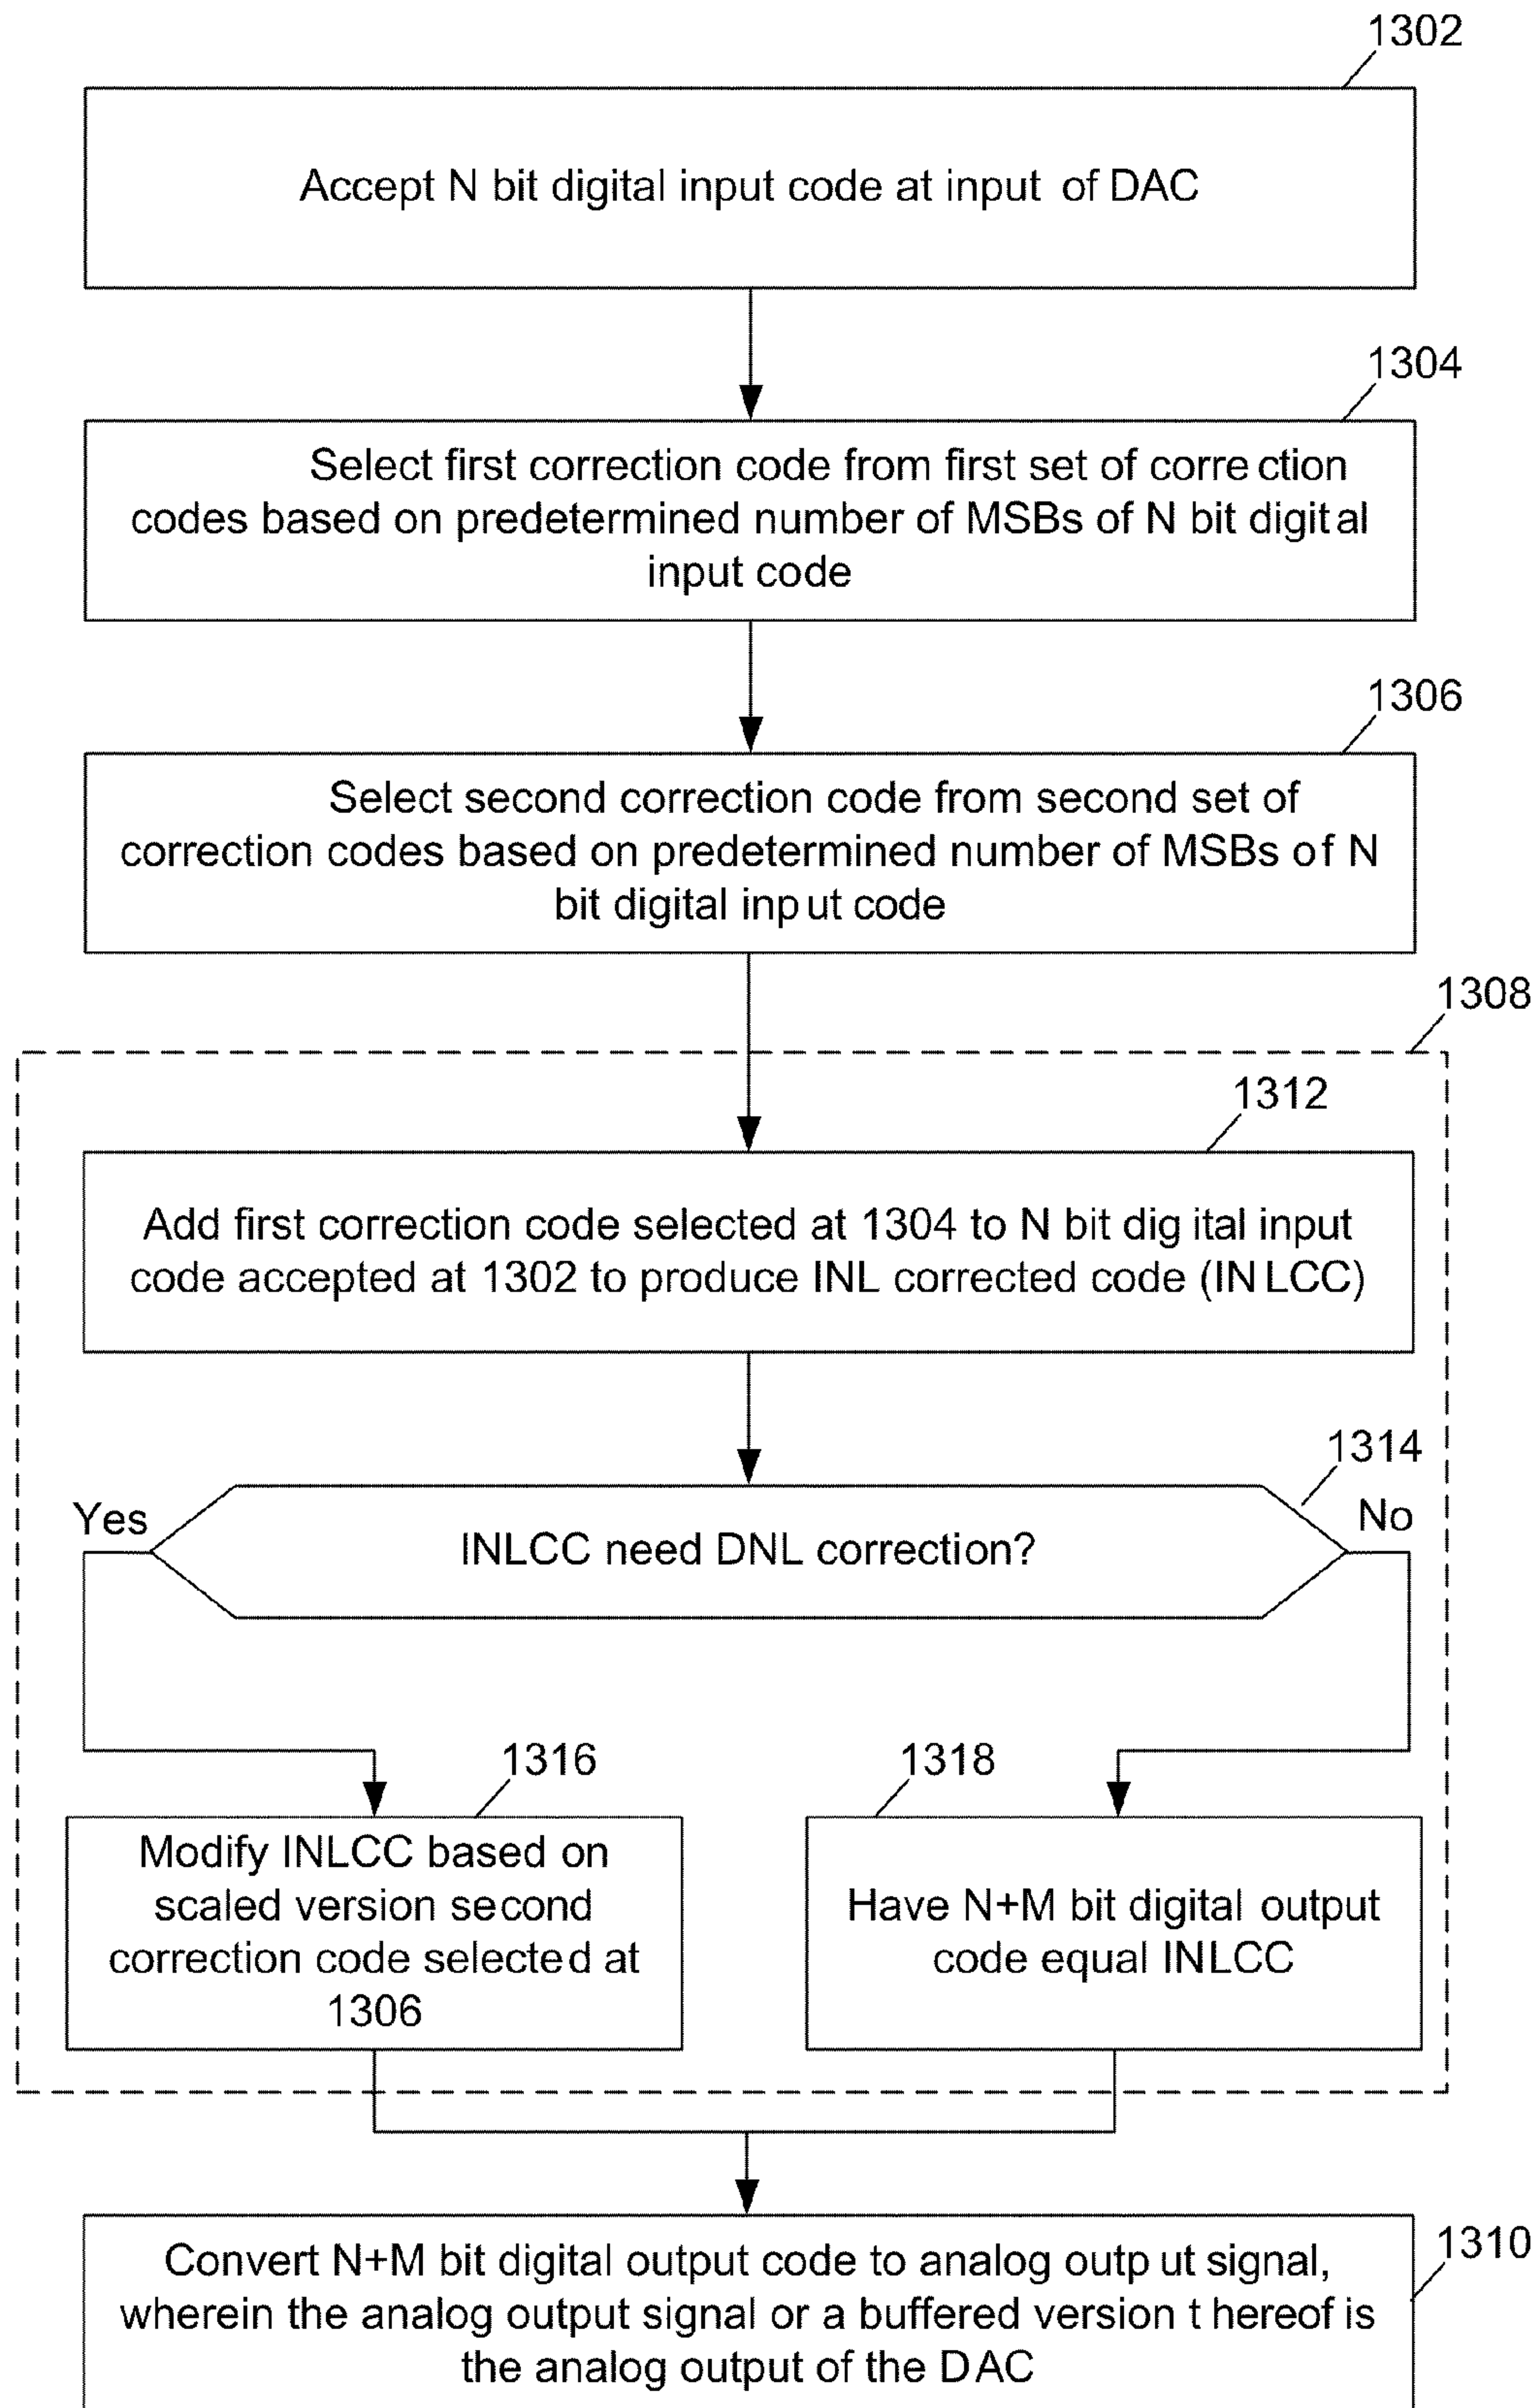 1302
Accept N bit digital input code at input of DAC
1304
Select first correction code from first set of correction
codes based on predetermined number of MSBs of N bit digital
input code
1306
Select second correction code from second set of
correction codes based on predetermined number of MSBs of N
bit digital input code
1308
1312
Add first correction code selected at 1304 to N bit digital input
code accepted at 1302 to produce INL corrected code (INLCC)
1314
Yes
No
INLCC need DNL correction?
1316
Modify INLCC based on
scaled version second
correction code selected at
1306
1318
Have N+M bit digital output
code equal INLCC
1310
Convert N+M bit digital output code to analog output signal,
wherein the analog output signal or a buffered version thereof is
the analog output of the DAC